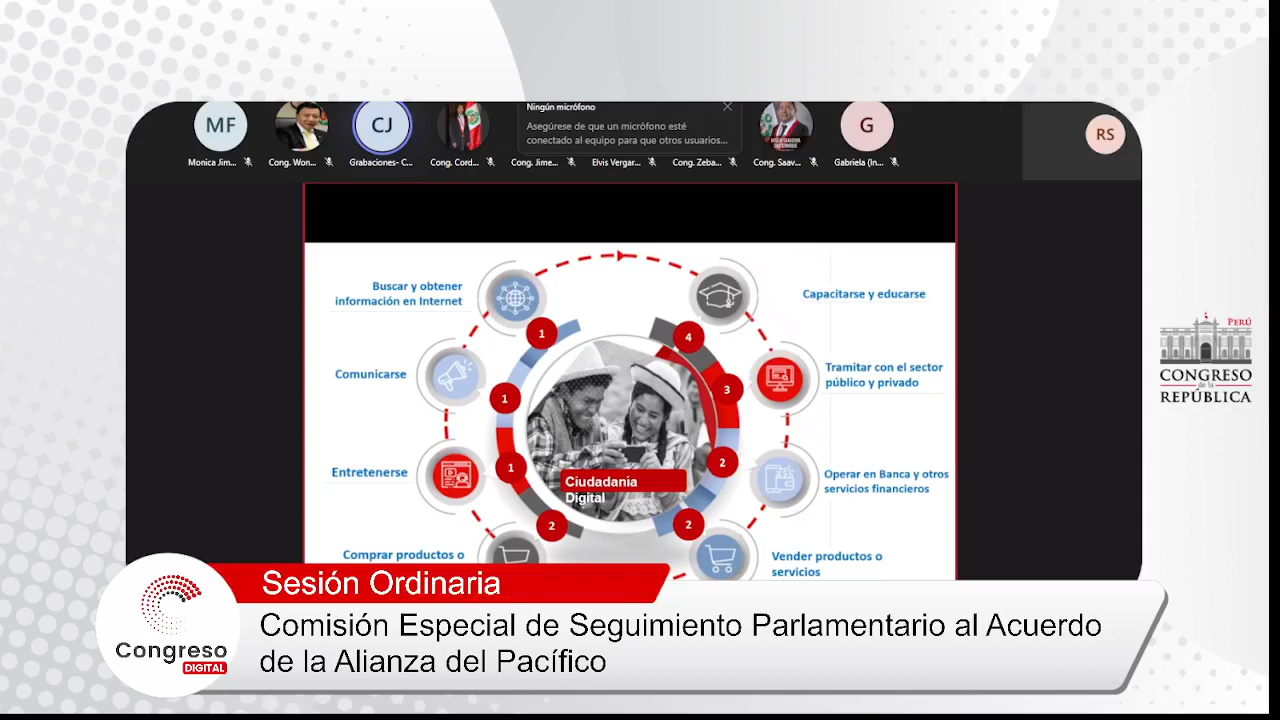 MF
CJ
G
RS
Ningún micrófono
Asegúrese de que un micrófono esté
conectado al equipo para que otros usuarios...
Monica Jim...
Cong. Won...
Grabaciones- C...
Cong. Cord...
Cong. Jime...
Elvis Vergar...
Cong. Zeba...
Cong. Saav...
Gabriela (In...
Buscar y obtener
información en Internet
Capacitarse y educarse
1
4
Comunicarse
Tramitar con el sector
público y privado
1
3
Entretenerse
Operar en Banca y otros
servicios financieros
1
2
Ciudadanía
Digital
2
2
Comprar productos o
Vender productos o
servicios
PERÚ
CONGRESO
de la
REPÚBLICA
Sesión Ordinaria
Comisión Especial de Seguimiento Parlamentario al Acuerdo
de la Alianza del Pacífico
Congreso
DIGITAL